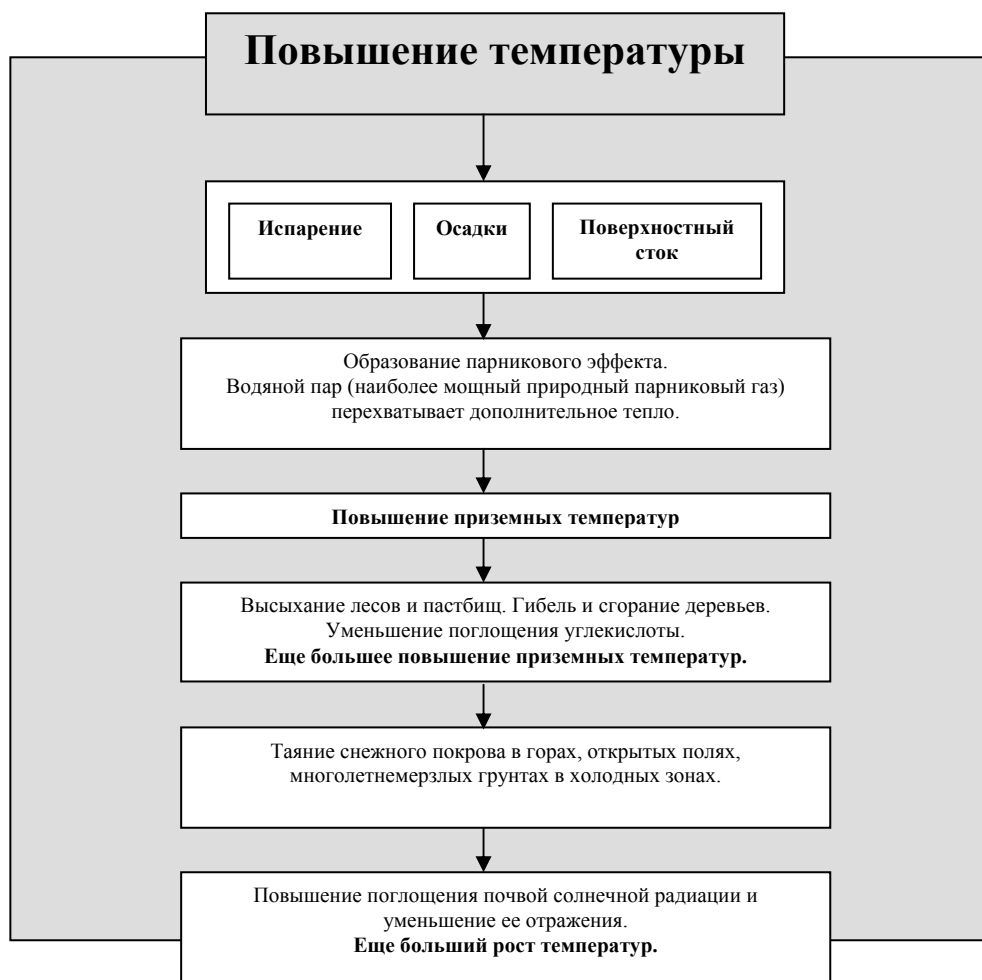 Повышение температуры
Испарение
Осадки
Поверхностный
сток
Образование парникового эффекта.
Водяной пар (наиболее мощный природный парниковый газ)
перехватывает дополнительное тепло.
Повышение приземных температур
Высыхание лесов и пастбищ. Гибель и сгорание деревьев.
Уменьшение поглощения углекислоты.
Еще большее повышение приземных температур.
Таяние снежного покрова в горах, открытых полях,
многолетнемерзлых грунтах в холодных зонах.
Повышение поглощения почвой солнечной радиации и
уменьшение ее отражения.
Еще больший рост температур.